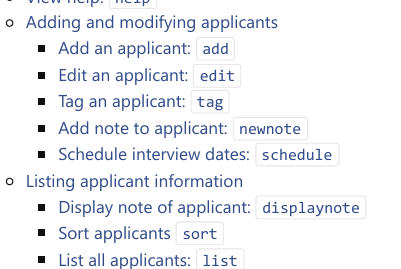 View help: help
Adding and modifying applicants
Add an applicant: add
Edit an applicant: edit
Tag an applicant: tag
Add note to applicant: newnote
Schedule interview dates: schedule
Listing applicant information
Display note of applicant: displaynote
Sort applicants sort
List all applicants: list